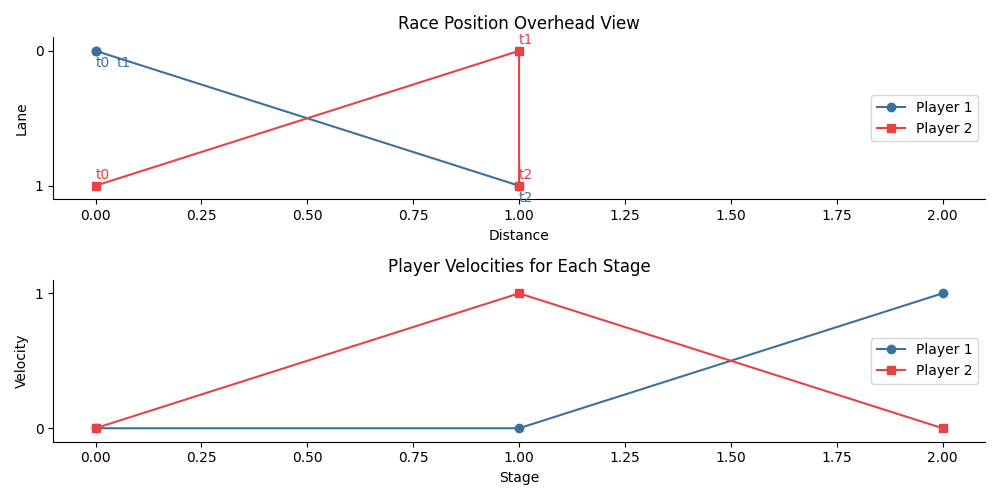 Race Position Overhead View
t1
0
t0 t1
Lane
Player 1
Player 2
t0
t2
1
t2
0.00 0.25 0.50 0.75 1.00 1.25 1.50 1.75 2.00
Distance
Player Velocities for Each Stage
1
Velocity
Player 1
Player 2
0
0.00 0.25 0.50 0.75 1.00 1.25 1.50 1.75 2.00
Stage